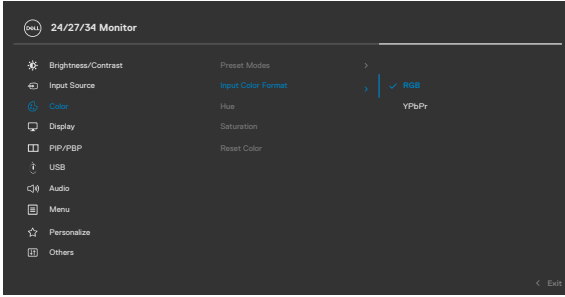 DELL 24/27/34 Monitor
Brightness/Contrast Preset Modes >
Input Source Input Color Format > ✓ RGB
Color Hue YPbPr
Display Saturation
PIP/PBP Reset Color
USB
Audio
Menu
Personalize
Others
< Exit